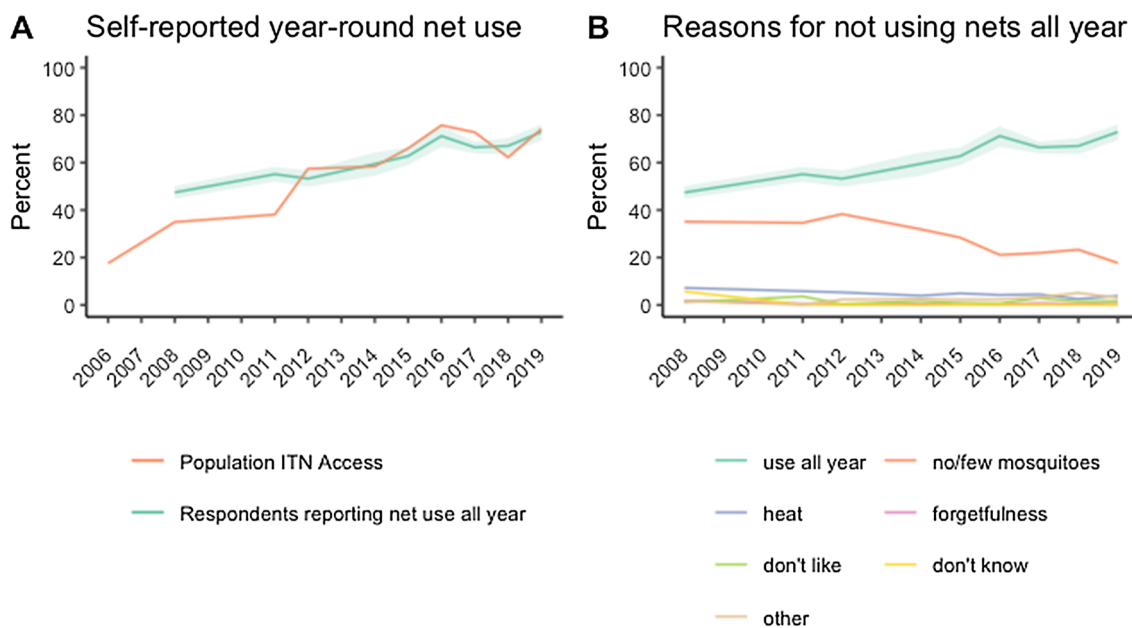 A Self-reported year-round net use
Percent
100
80
60
40
20
0
2006 2007 2008 2009 2010 2011 2012 2013 2014 2015 2016 2017 2018 2019
Population ITN Access
Respondents reporting net use all year
B Reasons for not using nets all year
Percent
100
80
60
40
20
0
2008 2009 2010 2011 2012 2013 2014 2015 2016 2017 2018 2019
use all year no/few mosquitoes
heat forgetfulness
don't like don't know
other